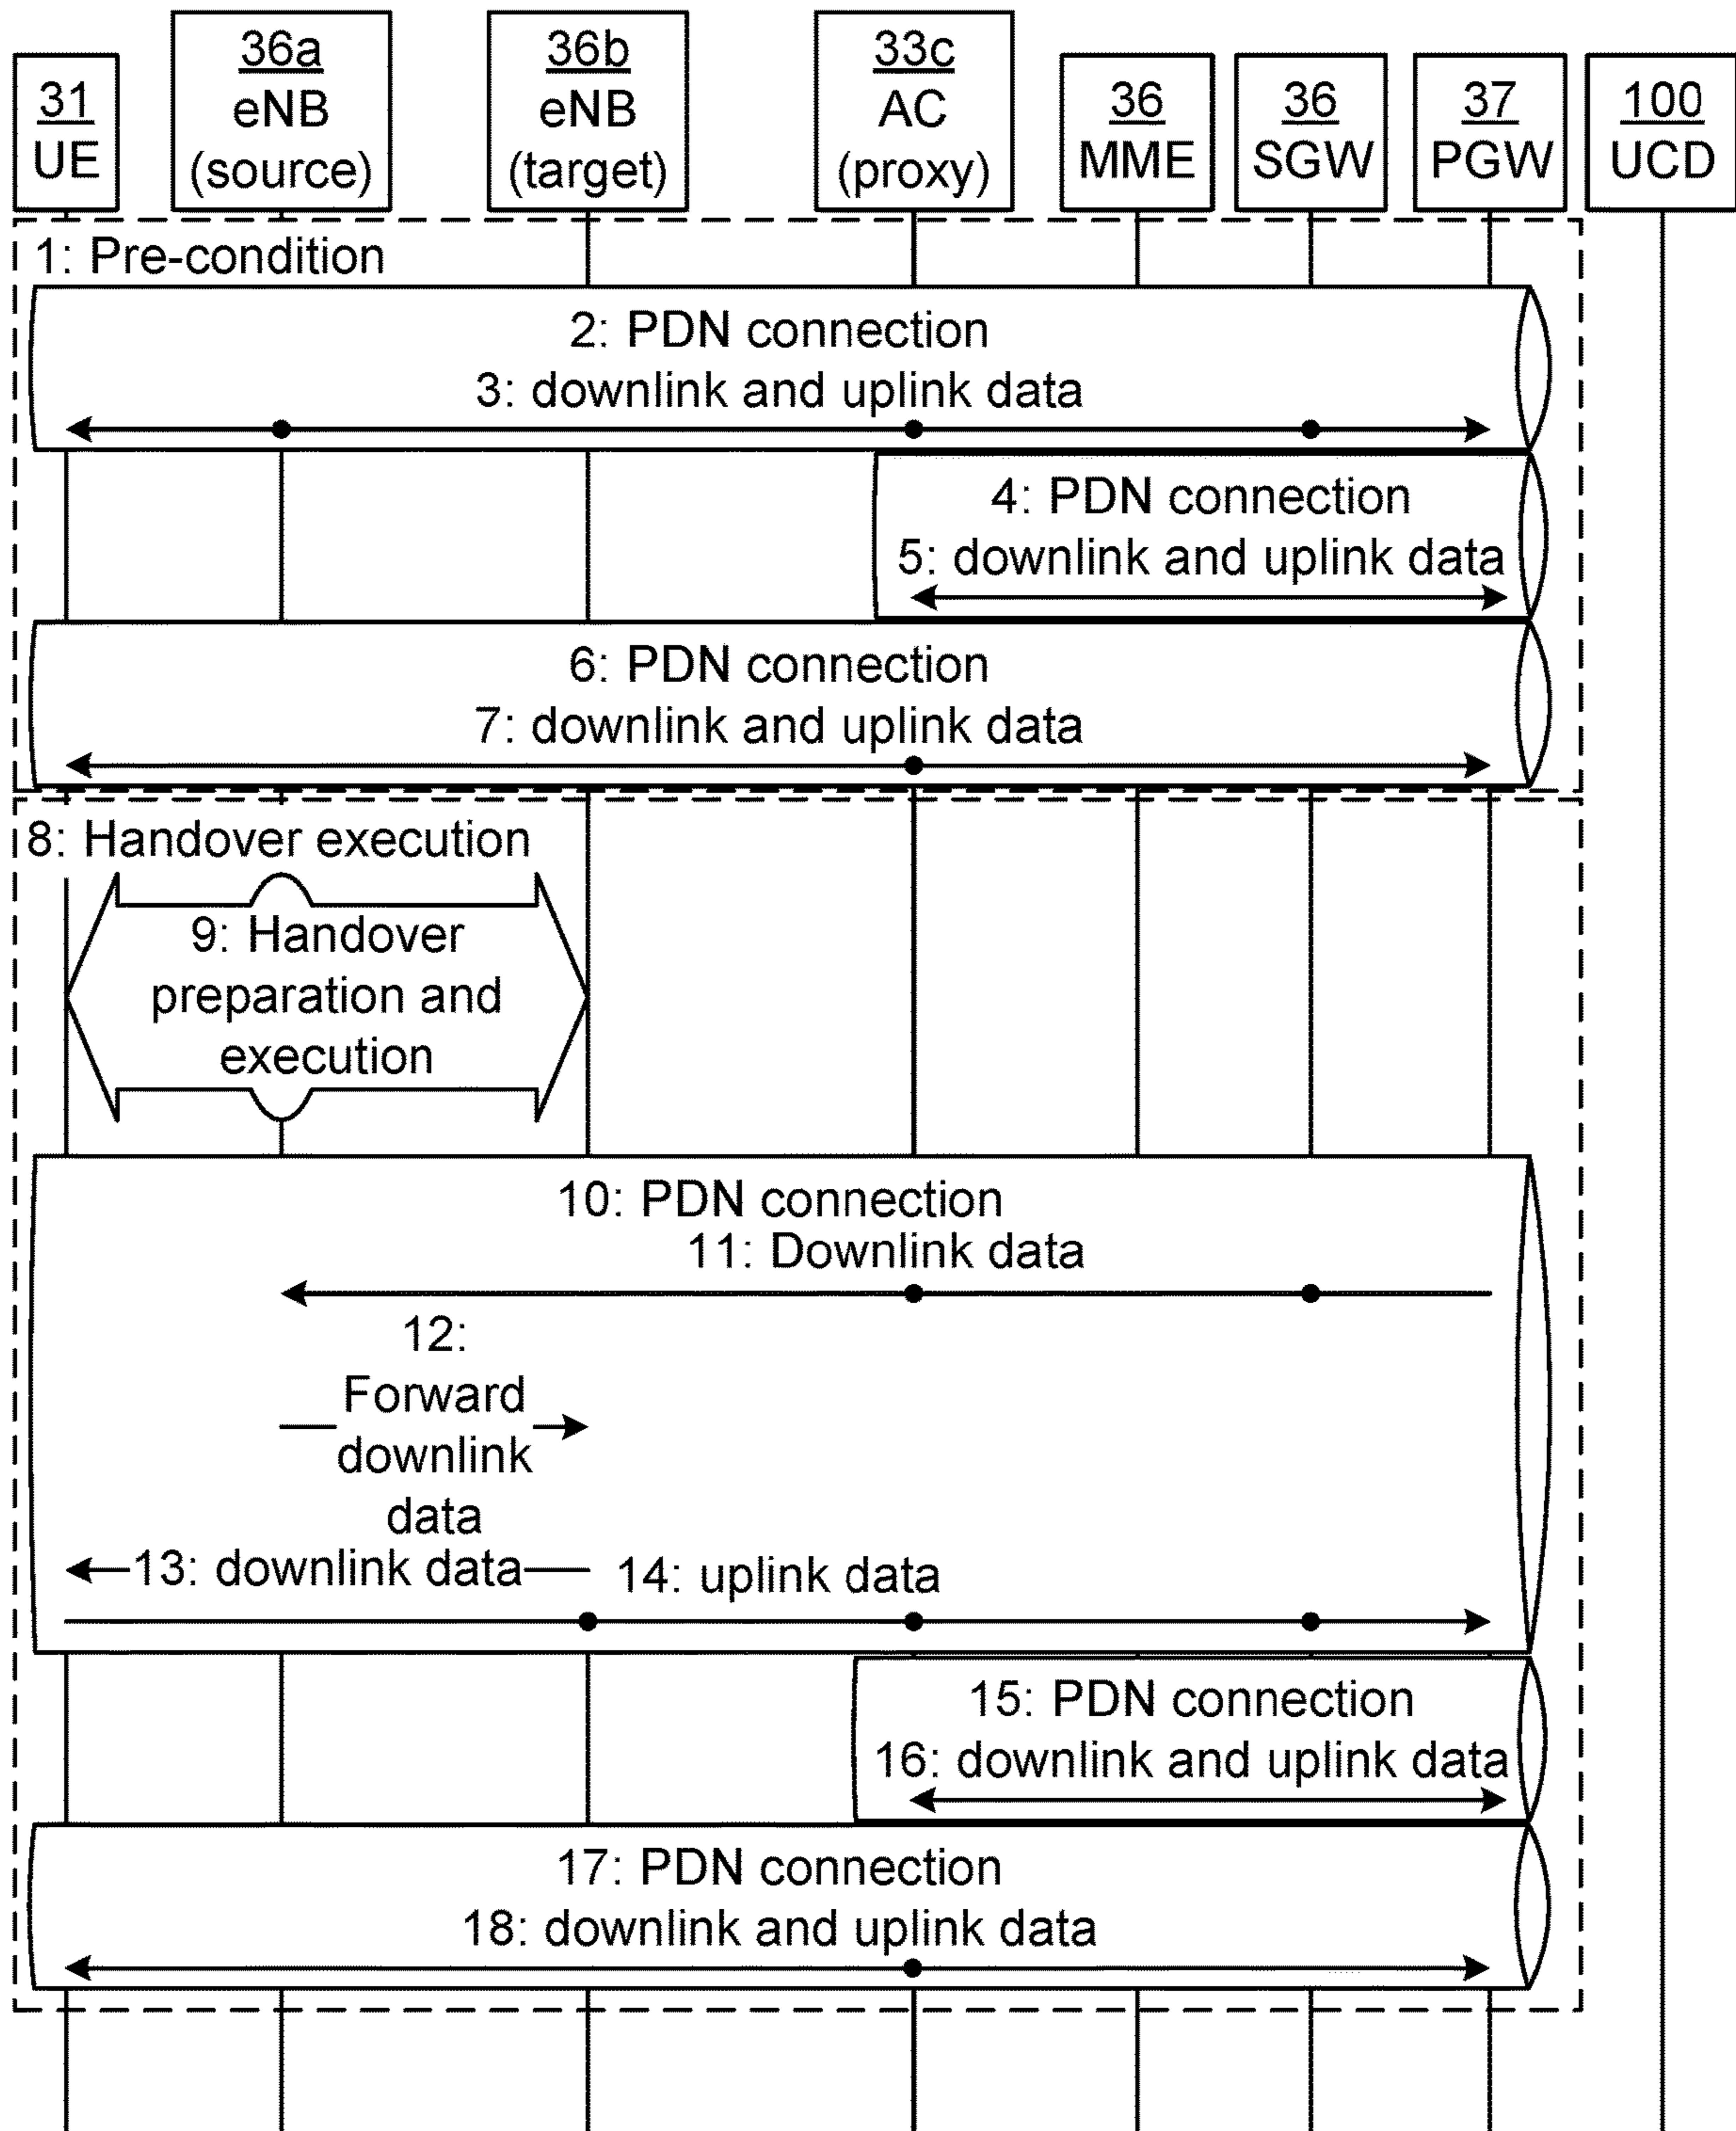 31
UE
36a
eNB
(source)
36b
eNB
(target)
33c
AC
(proxy)
36
MME
36
SGW
37
PGW
100
UCD
1: Pre-condition
2: PDN connection
3: downlink and uplink data
4: PDN connection
5: downlink and uplink data
6: PDN connection
7: downlink and uplink data
8: Handover execution
9: Handover
preparation and
execution
10: PDN connection
11: Downlink data
12:
Forward
downlink
data
13: downlink data
14: uplink data
15: PDN connection
16: downlink and uplink data
17: PDN connection
18: downlink and uplink data